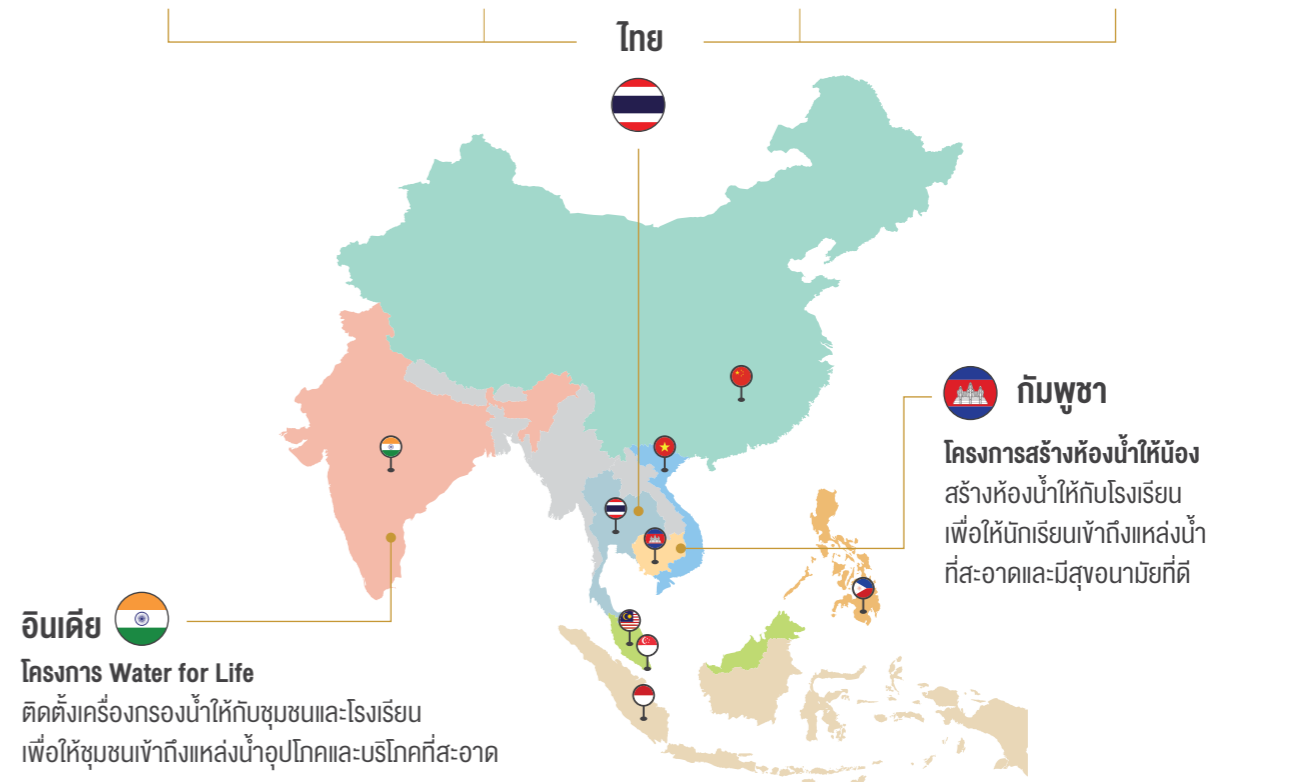 ไทย
กัมพูชา
โครงการสร้างห้องน้ำให้น้อง
สร้างห้องน้ำให้กับโรงเรียน
เพื่อให้นักเรียนเข้าถึงแหล่งน้ำ
ที่สะอาดและมีสุขอนามัยที่ดี
อินเดีย
โครงการ Water for Life
ติดตั้งเครื่องกรองน้ำให้กับชุมชนและโรงเรียน
เพื่อให้ชุมชนเข้าถึงแหล่งน้ำอุปโภคและบริโภคที่สะอาด